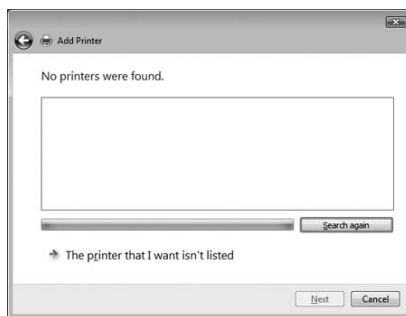 Add Printer
No printers were found.
Search again
The printer that I want isn't listed
Next
Cancel